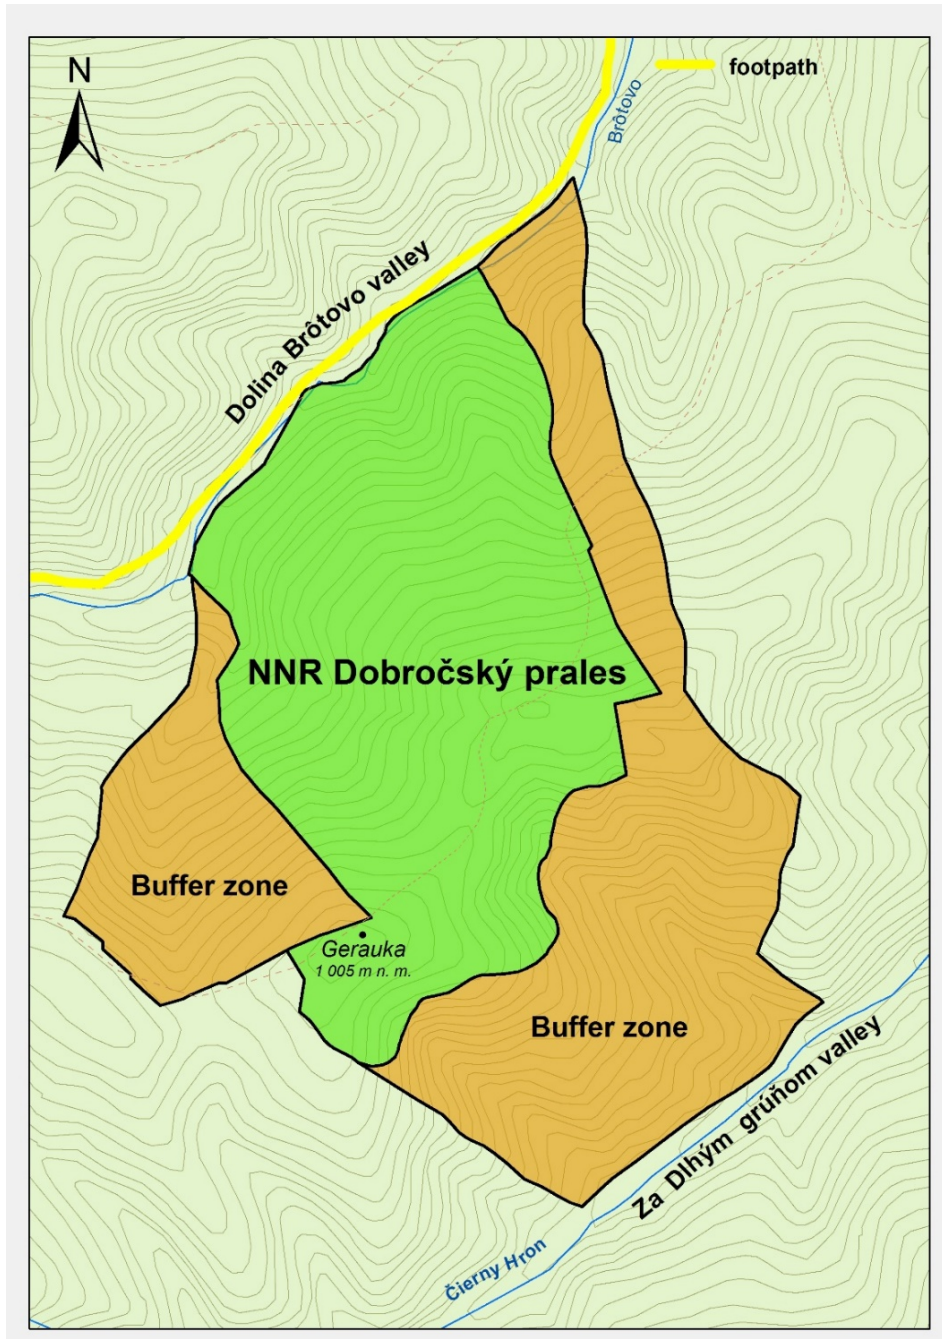 N
footpath
Brôtovo
Dolina Brôtovo valley
NNR Dobročský prales
Buffer zone
Gerauka
1 005 m n. m.
Buffer zone
Za Dlhým grúňom valley
Čierny Hron